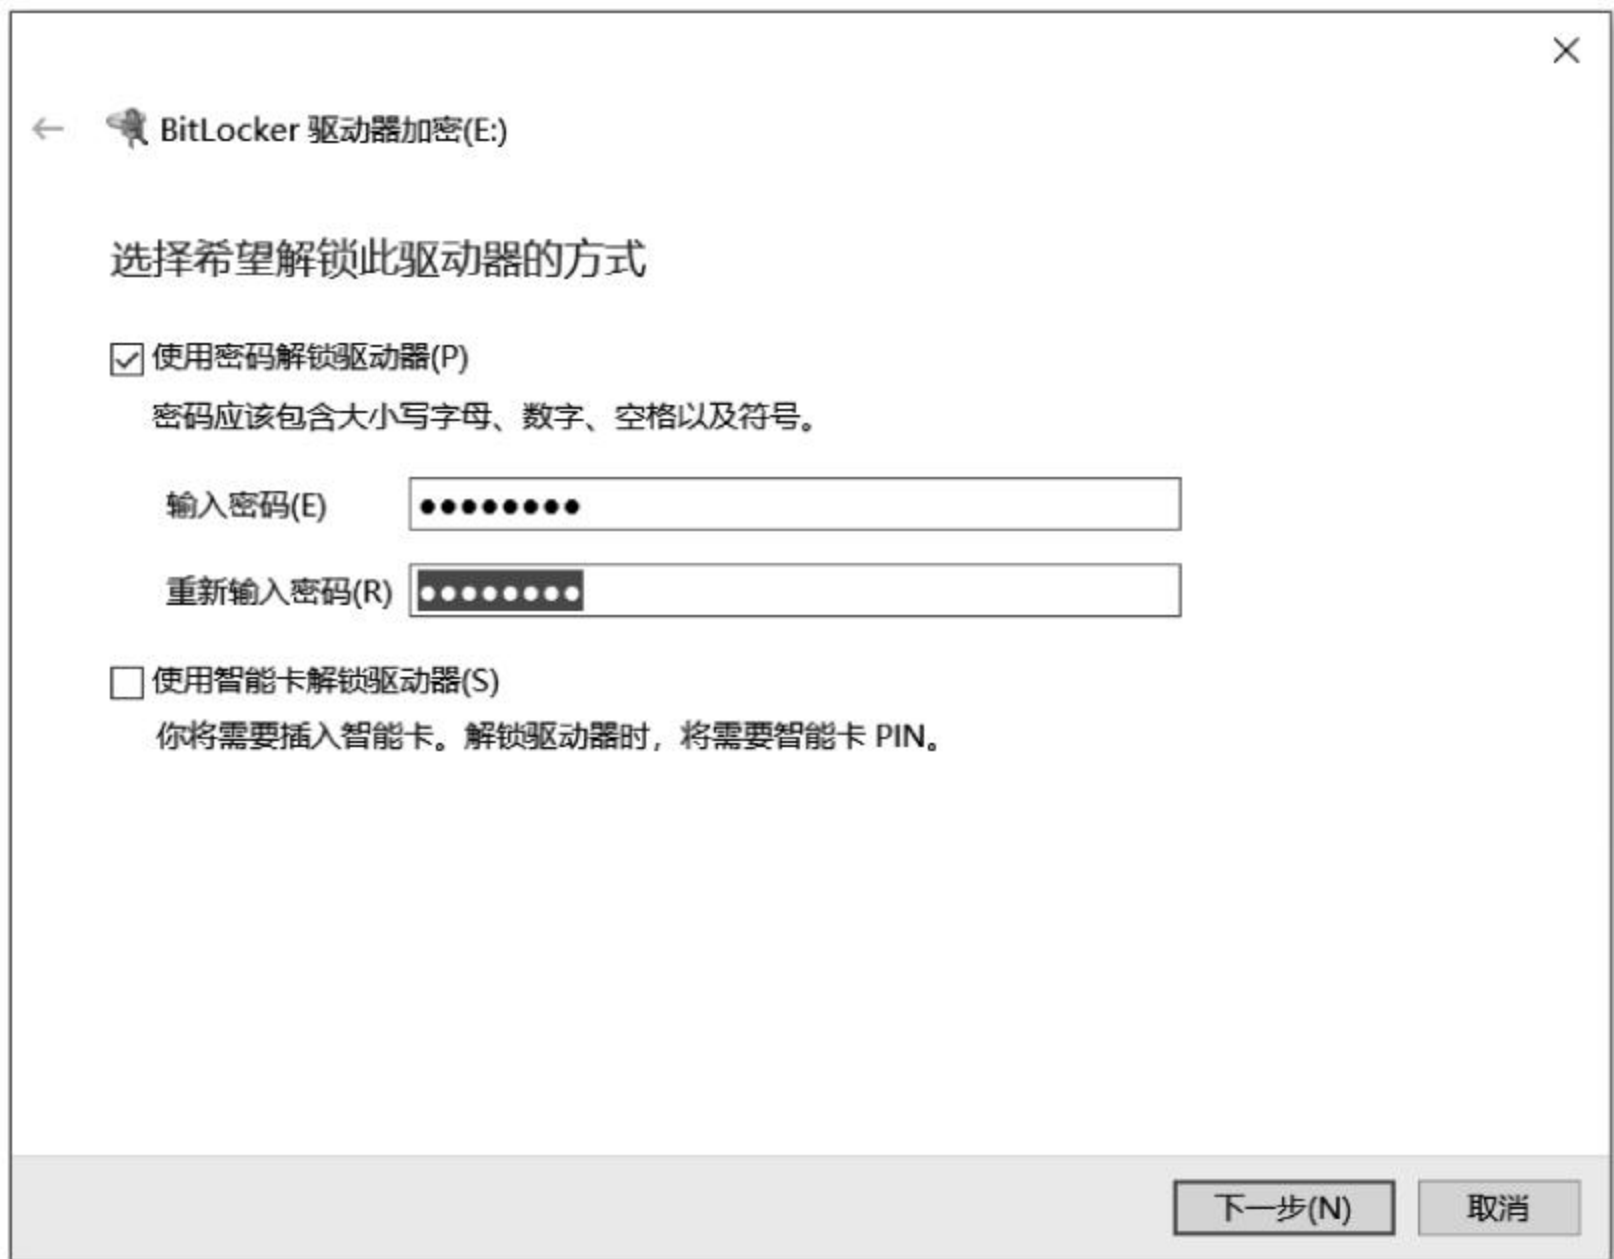 BitLocker 驱动器加密(E:)
选择希望解锁此驱动器的方式
使用密码解锁驱动器(P)
密码应该包含大小写字母、数字、空格以及符号。
输入密码(E) ●●●●●●●●
重新输入密码(R) ●●●●●●●●
使用智能卡解锁驱动器(S)
你将需要插入智能卡。解锁驱动器时，将需要智能卡 PIN。
下一步(N) 取消